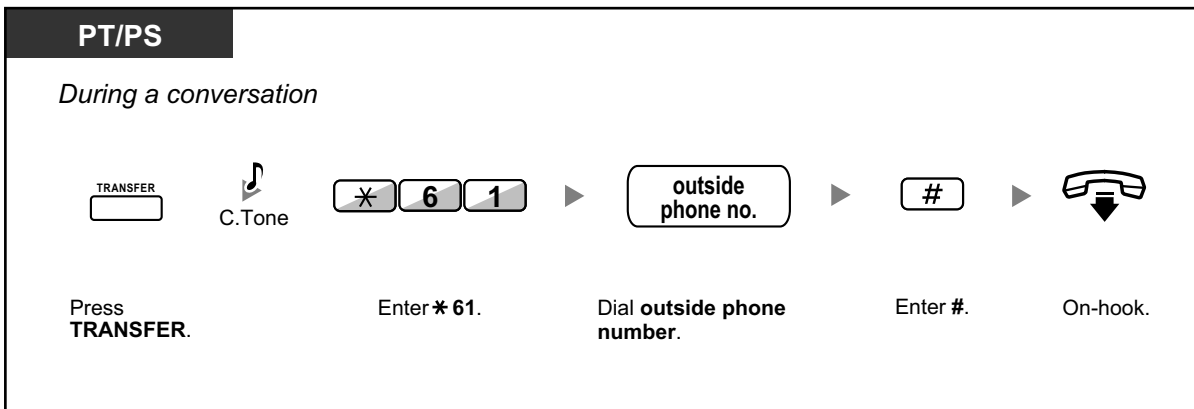 PT/PS
During a conversation
TRANSFER
C.Tone
* 6 1
outside
phone no.
#
Press
TRANSFER.
Enter * 61.
Dial outside phone
number.
Enter #.
On-hook.